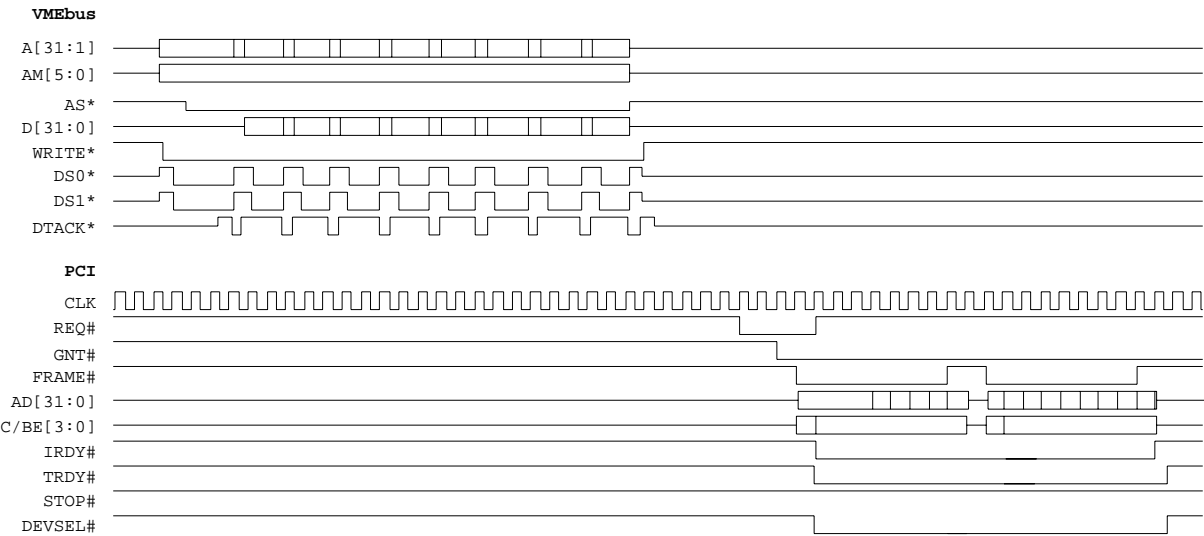 VMEbus
A[31:1]
AM[5:0]
AS*
D[31:0]
WRITE*
DS0*
DS1*
DTACK*
PCI
CLK
REQ#
GNT#
FRAME#
AD[31:0]
C/BE[3:0]
IRDY#
TRDY#
STOP#
DEVSEL#